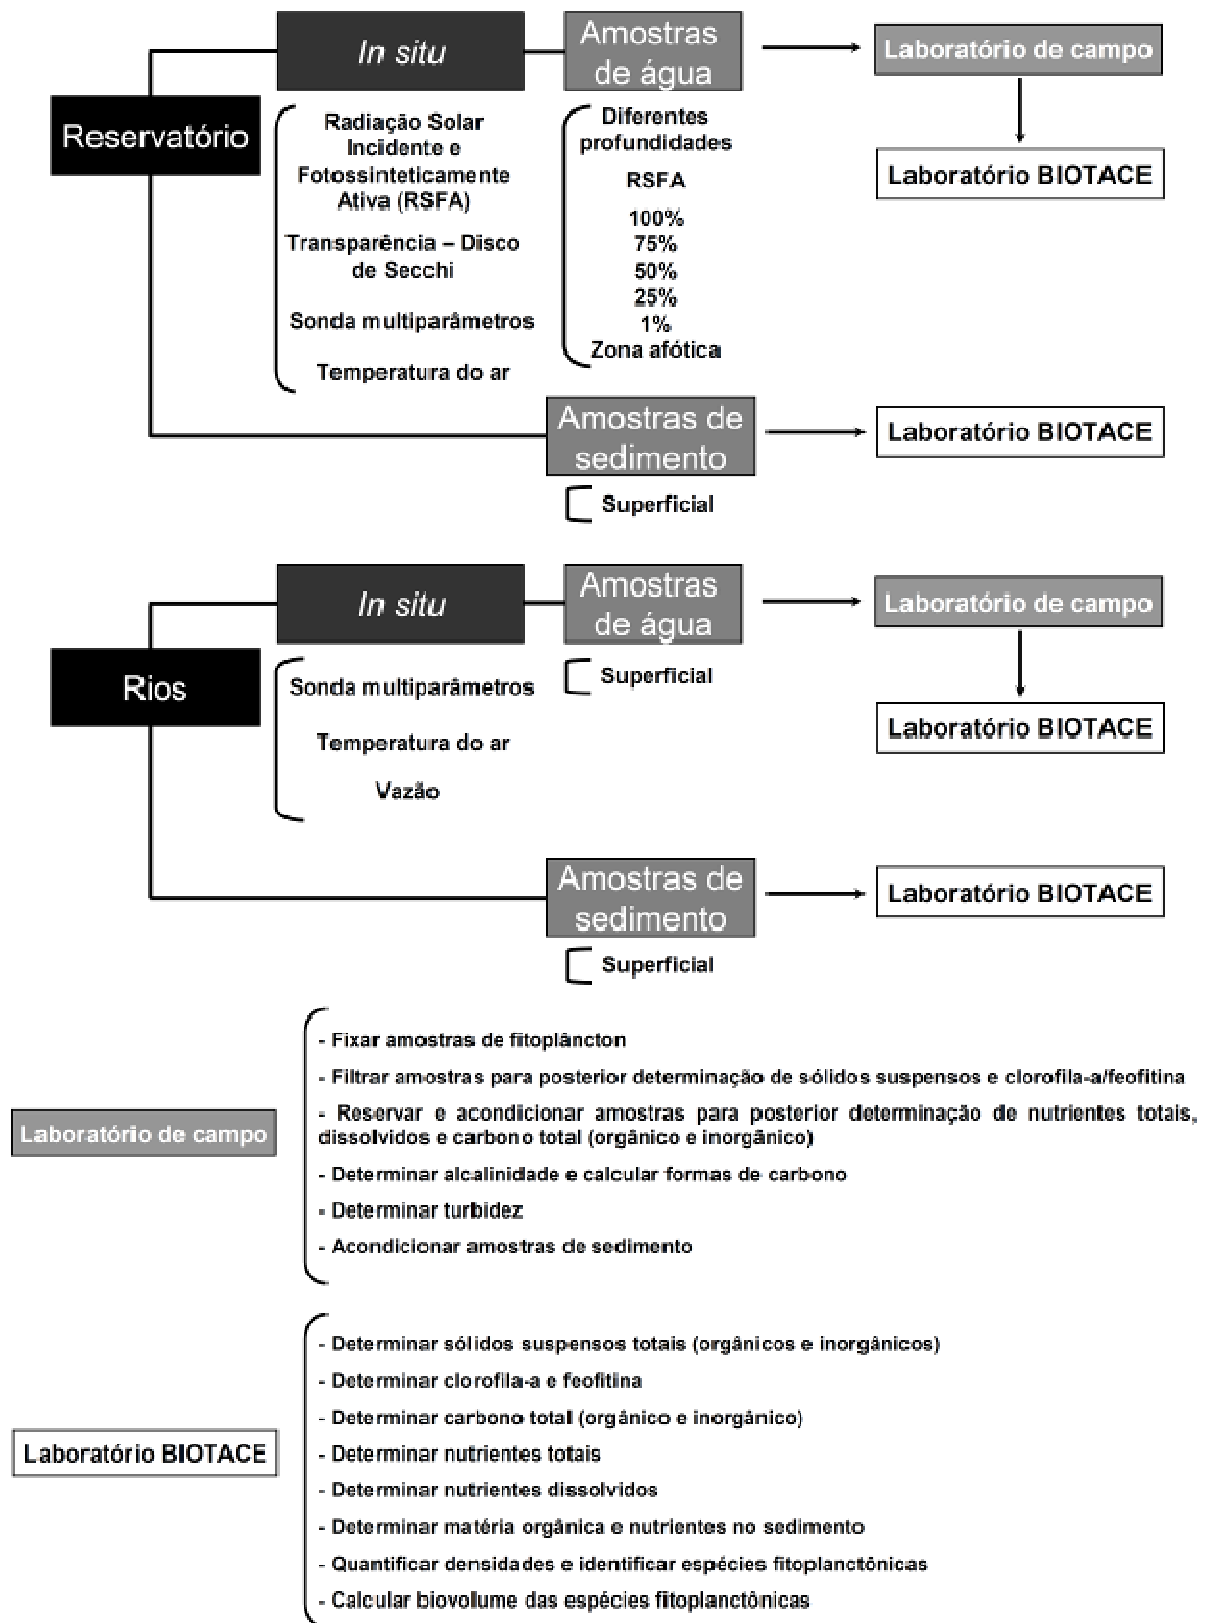 In situ
Amostras
de água
Laboratório de campo
Reservatório
Radiação Solar
Incidente e
Fotossinteticamente
Ativa (RSFA)
Transparência – Disco
de Secchi
Sonda multiparâmetros
Temperatura do ar
Diferentes
profundidades
RSFA
100%
75%
50%
25%
1%
Zona afótica
Laboratório BIOTACE
Amostras de
sedimento
Laboratório BIOTACE
Superficial
In situ
Amostras
de água
Laboratório de campo
Rios
Sonda multiparâmetros
Temperatura do ar
Vazão
Superficial
Laboratório BIOTACE
Amostras de
sedimento
Laboratório BIOTACE
Superficial
Laboratório de campo
- Fixar amostras de fitoplâncton
- Filtrar amostras para posterior determinação de sólidos suspensos e clorofila-a/feofitina
- Reservar e acondicionar amostras para posterior determinação de nutrientes totais,
dissolvidos e carbono total (orgânico e inorgânico)
- Determinar alcalinidade e calcular formas de carbono
- Determinar turbidez
- Acondicionar amostras de sedimento
Laboratório BIOTACE
- Determinar sólidos suspensos totais (orgânicos e inorgânicos)
- Determinar clorofila-a e feofitina
- Determinar carbono total (orgânico e inorgânico)
- Determinar nutrientes totais
- Determinar nutrientes dissolvidos
- Determinar matéria orgânica e nutrientes no sedimento
- Quantificar densidades e identificar espécies fitoplanctônicas
- Calcular biovolume das espécies fitoplanctônicas